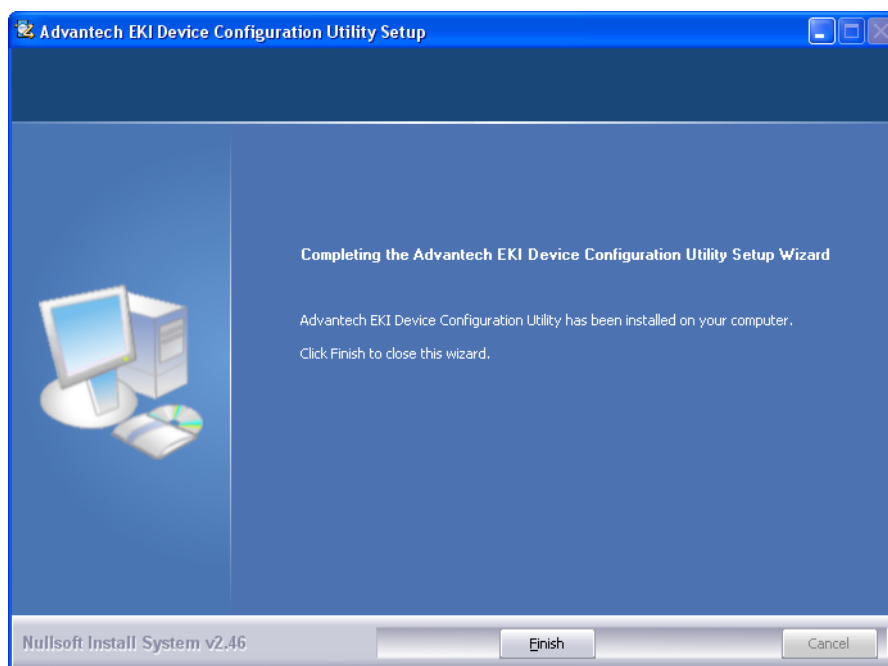 Advantech EKI Device Configuration Utility Setup
Completing the Advantech EKI Device Configuration Utility Setup Wizard
Advantech EKI Device Configuration Utility has been installed on your computer.
Click Finish to close this wizard.
Nullsoft Install System v2.46
Finish
Cancel